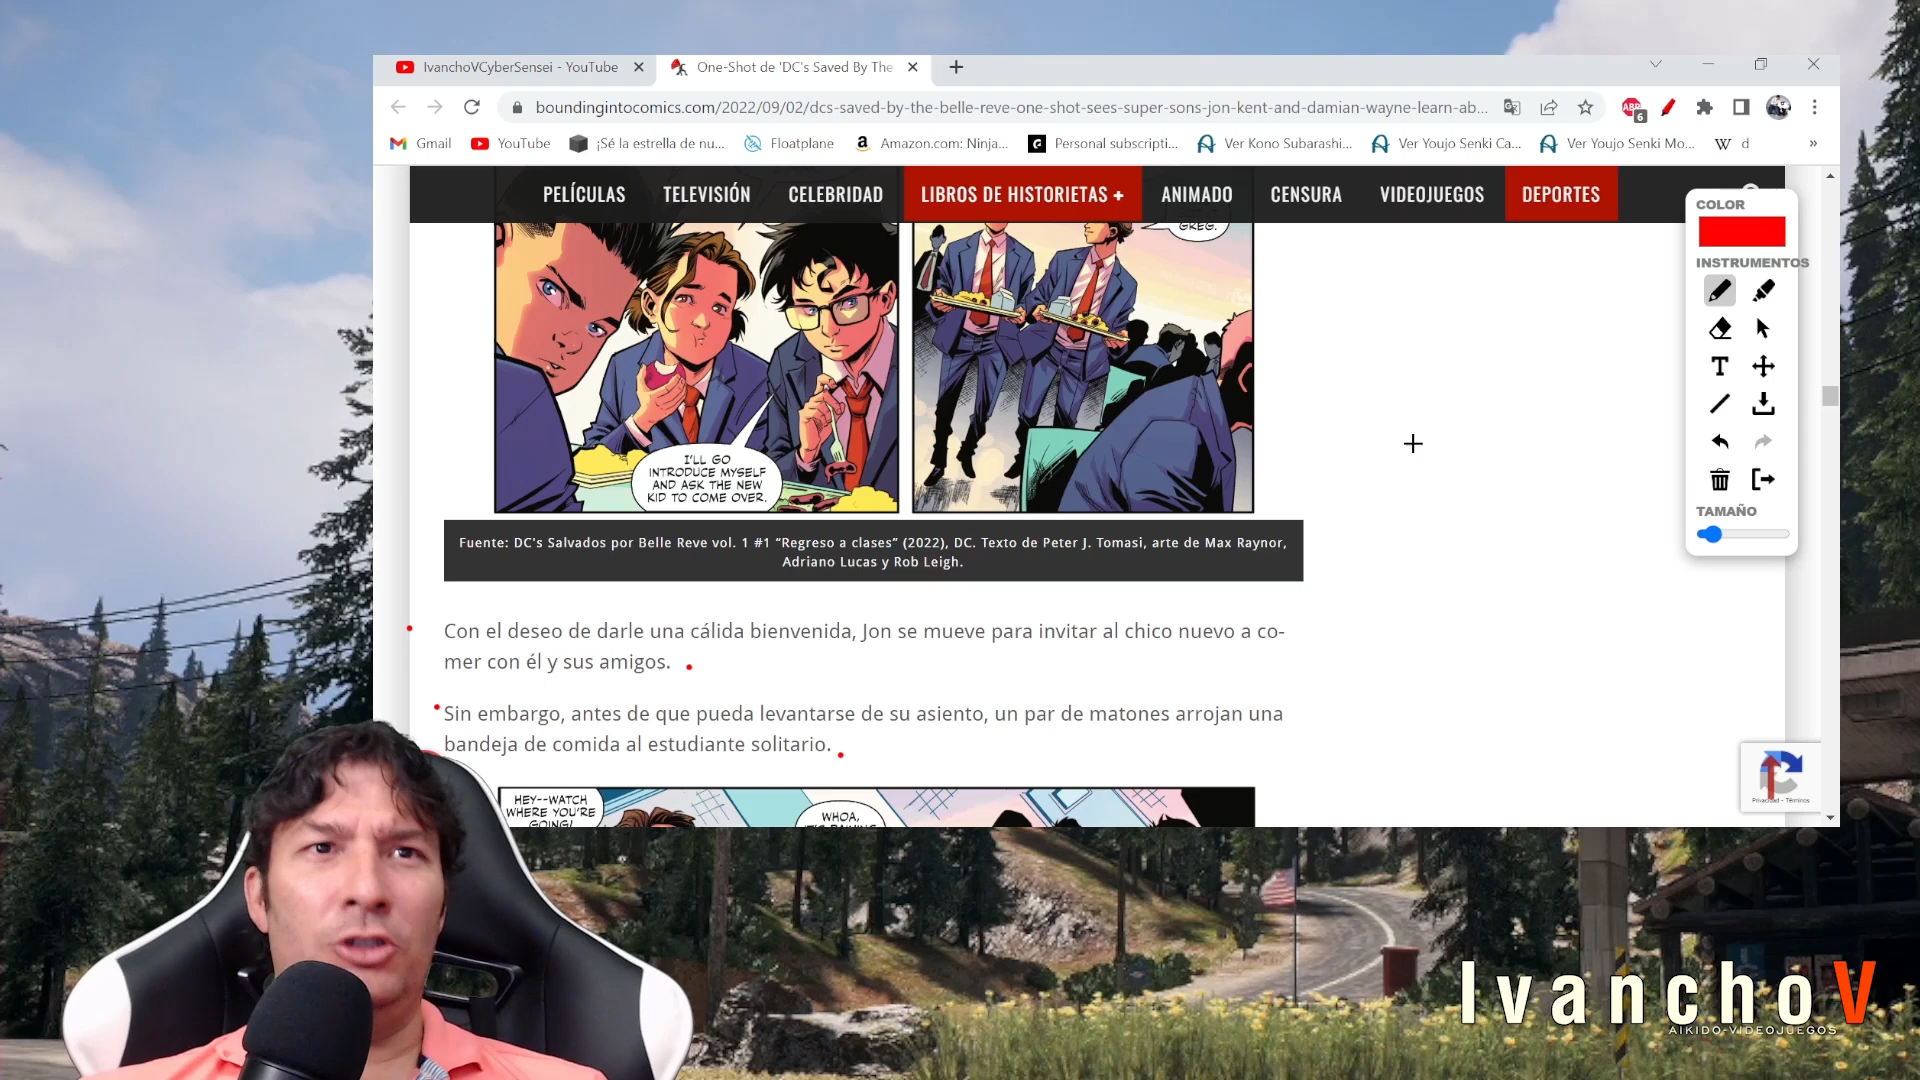 IvanchoVCyberSensei - YouTube
One-Shot de 'DC's Saved By The
boundingintocomics.com/2022/09/02/dcs-saved-by-the-belle-reve-one-shot-sees-super-sons-jon-kent-and-damian-wayne-learn-ab...
ABP
6
Gmail
YouTube
¡Sé la estrella de nu...
Floatplane
Amazon.com: Ninja...
Personal subscripti...
Ver Kono Subarashi...
Ver Youjo Senki Ca...
Ver Youjo Senki Mo...
W d
»
PELÍCULAS TELEVISIÓN CELEBRIDAD LIBROS DE HISTORIETAS + ANIMADO CENSURA VIDEOJUEGOS DEPORTES
COLOR
INSTRUMENTOS
T
TAMAÑO
GREG.
I'LL GO
INTRODUCE MYSELF
AND ASK THE NEW
KID TO COME OVER.
Fuente: DC's Salvados por Belle Reve vol. 1 #1 “Regreso a clases” (2022), DC. Texto de Peter J. Tomasi, arte de Max Raynor,
Adriano Lucas y Rob Leigh.
Con el deseo de darle una cálida bienvenida, Jon se mueve para invitar al chico nuevo a co-
mer con él y sus amigos.
Sin embargo, antes de que pueda levantarse de su asiento, un par de matones arrojan una
bandeja de comida al estudiante solitario.
HEY--WATCH
WHERE YOU'RE
GOING!
WHOA,
Privacidad - Términos
IvanchoV
AIKIDO-VIDEOJUEGOS